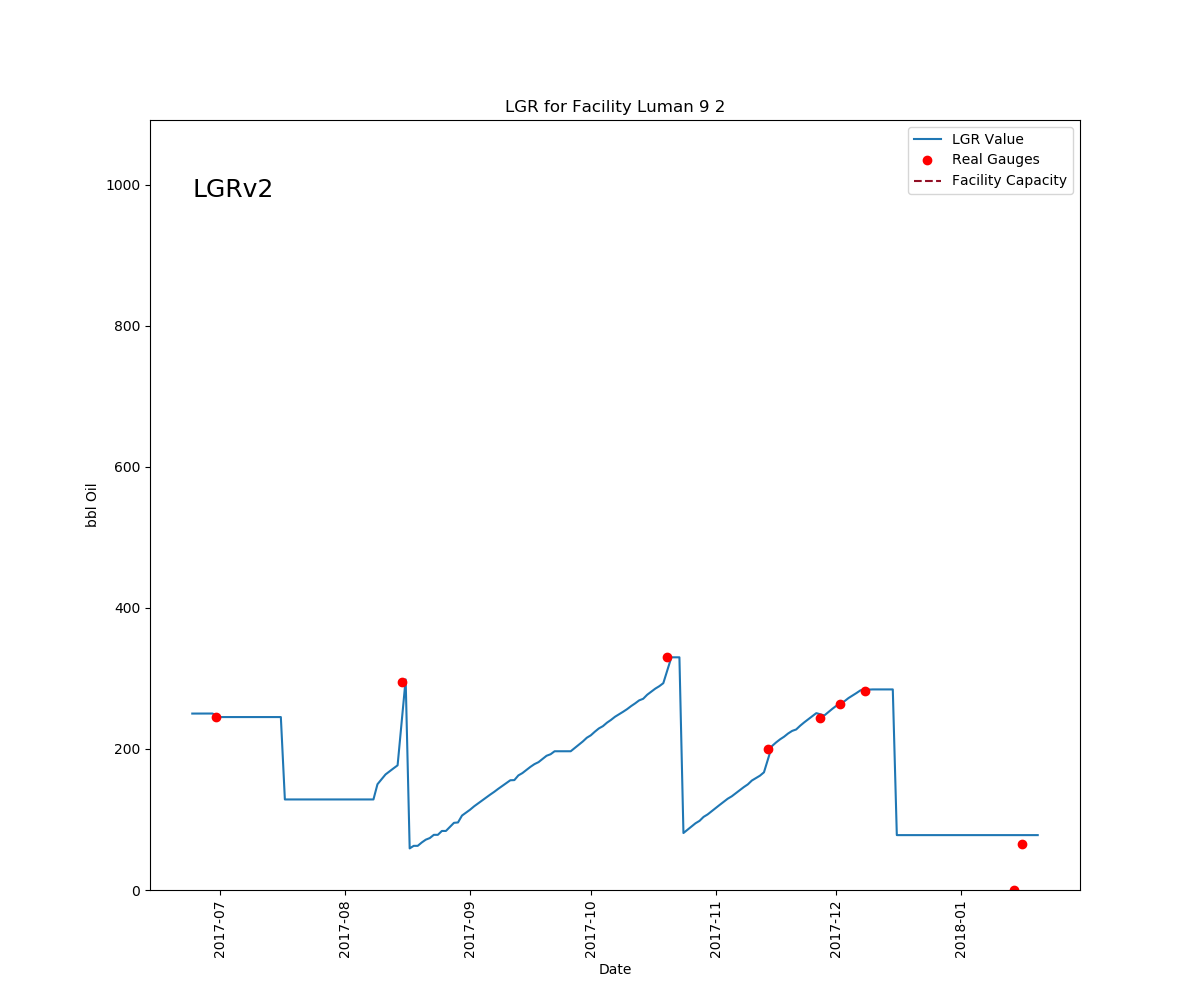 LGR for Facility Luman 9 2
LGRv2
LGR Value
Real Gauges
Facility Capacity
1000
800
600
400
200
0
bbl Oil
2017-07
2017-08
2017-09
2017-10
2017-11
2017-12
2018-01
Date